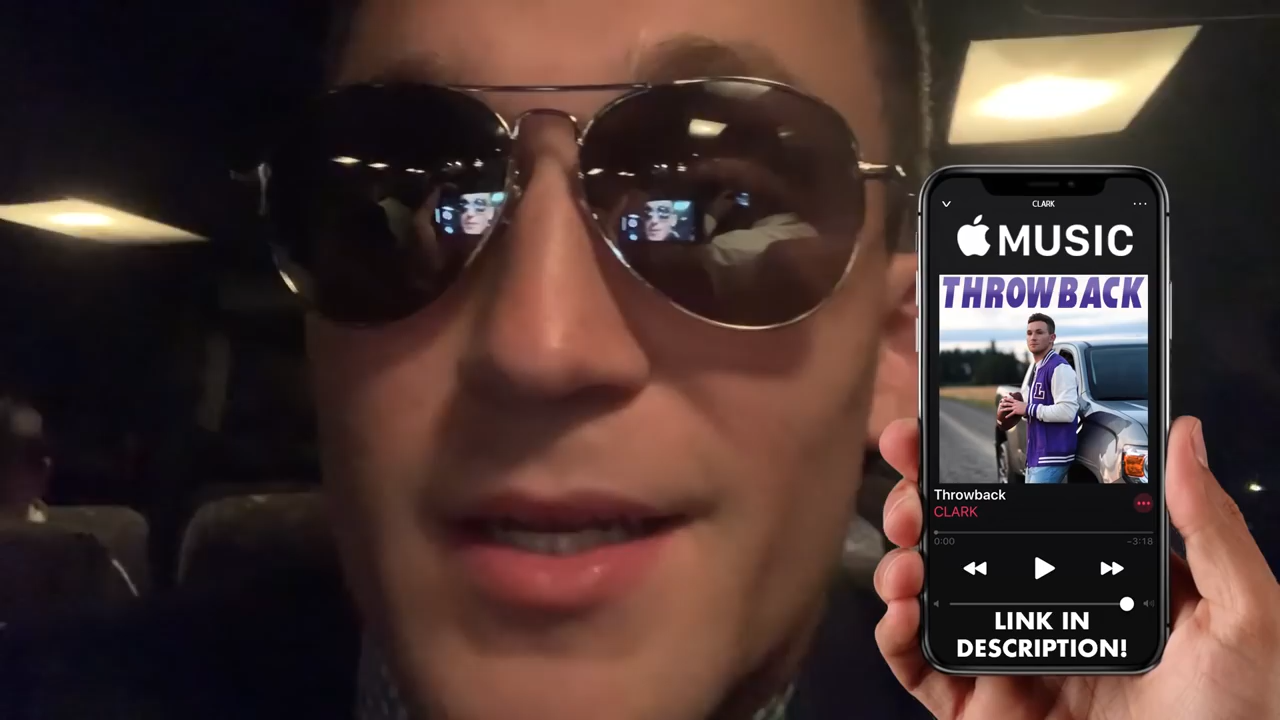 CLARK
MUSIC
THROWBACK
L
Throwback
CLARK
0:00
-3:18
LINK IN
DESCRIPTION!